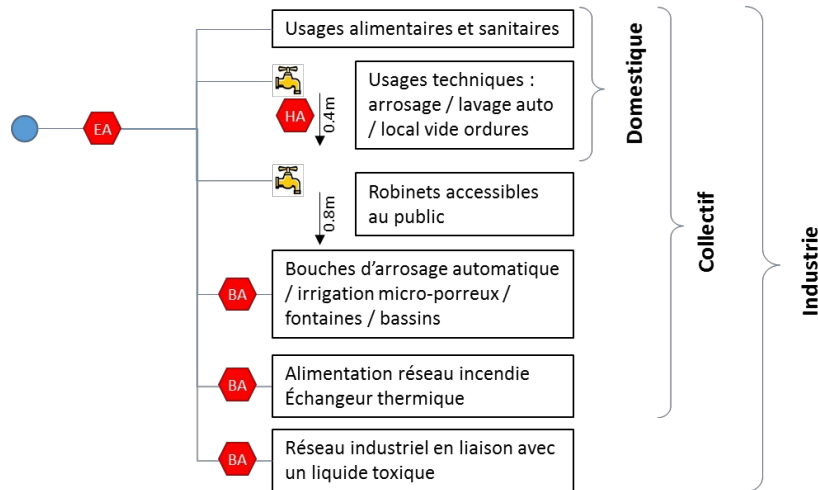 Usages alimentaires et sanitaires
Usages techniques :
arrosage / lavage auto
/ local vide ordures
HA
0.4m
EA
Robinets accessibles
au public
0.8m
BA
Bouches d'arrosage automatique
/ irrigation micro-porreux /
fontaines / bassins
BA
Alimentation réseau incendie
Échangeur thermique
BA
Réseau industriel en liaison avec
un liquide toxique
Domestique
Collectif
Industrie